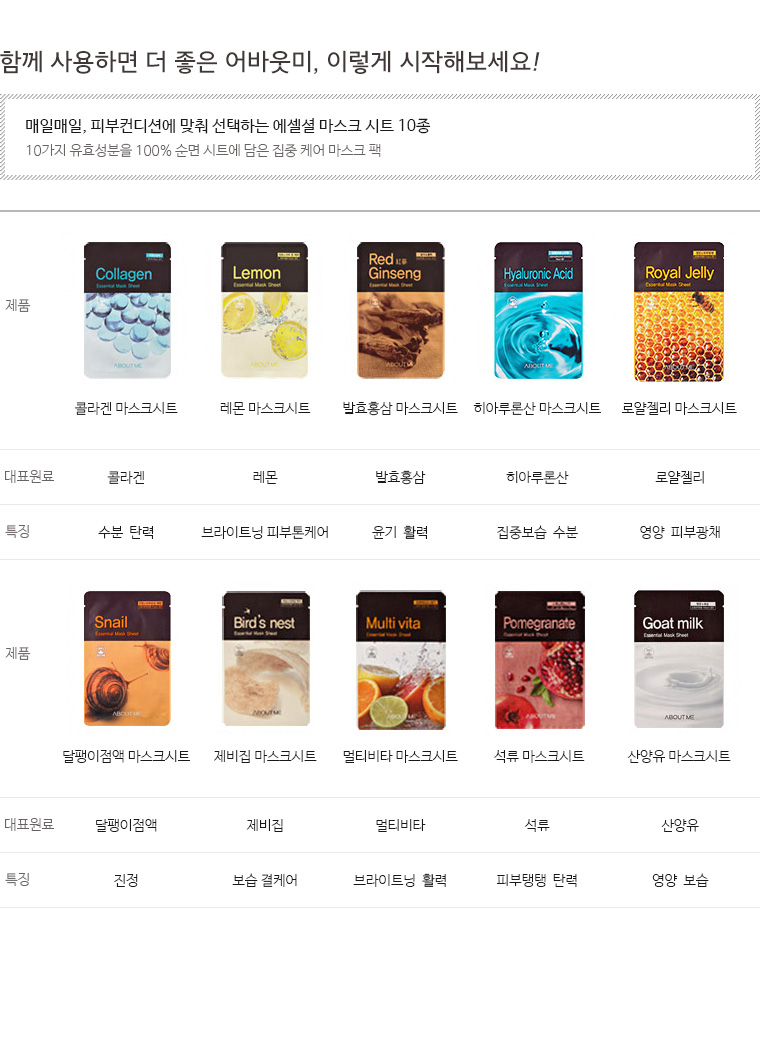 함께 사용하면 더 좋은 어바웃미, 이렇게 시작해보세요!
매일매일, 피부컨디션에 맞춰 선택하는 에셀셜 마스크 시트 10종
10가지 유효성분을 100% 순면 시트에 담은 집중 케어 마스크 팩
제품
Collagen
Essential Mask Sheet
ABOUT ME
Lemon
Essential Mask Sheet
ABOUT ME
Red 紅蔘
Ginseng
Essential Mask Sheet
ABOUT ME
Hyaluronic Acid
Essential Mask Sheet
ABOUT ME
Royal Jelly
Essential Mask Sheet
ABOUT ME
콜라겐 마스크시트 레몬 마스크시트 발효홍삼 마스크시트 히아루론산 마스크시트 로얄젤리 마스크시트
대표원료 콜라겐 레몬 발효홍삼 히아루론산 로얄젤리
특징 수분 탄력 브라이트닝 피부톤케어 윤기 활력 집중보습 수분 영양 피부광채
제품
Snail
Essential Mask Sheet
ABOUT ME
Bird's nest
Essential Mask Sheet
ABOUT ME
Multi vita
Essential Mask Sheet
ABOUT ME
Pomegranate
Essential Mask Sheet
ABOUT ME
Goat milk
Essential Mask Sheet
ABOUT ME
달팽이점액 마스크시트 제비집 마스크시트 멀티비타 마스크시트 석류 마스크시트 산양유 마스크시트
대표원료 달팽이점액 제비집 멀티비타 석류 산양유
특징 진정 보습 결케어 브라이트닝 활력 피부탱탱 탄력 영양 보습